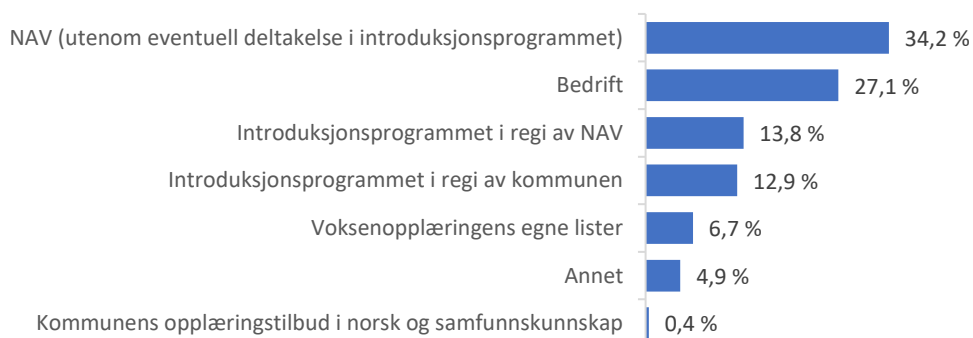 NAV (utenom eventuell deltakelse i introduksjonsprogrammet) 34,2 %
Bedrift 27,1 %
Introduksjonsprogrammet i regi av NAV 13,8 %
Introduksjonsprogrammet i regi av kommunen 12,9 %
Voksenopplæringens egne lister 6,7 %
Annet 4,9 %
Kommunens opplæringstilbud i norsk og samfunnskunnskap 0,4 %